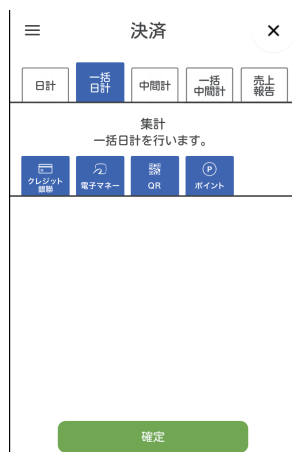 決済
日計
一括
日計
中間計
一括
中間計
売上
報告
集計
一括日計を行います。
クレジット
銀聯
電子マネー
QR
P
ポイント
確定